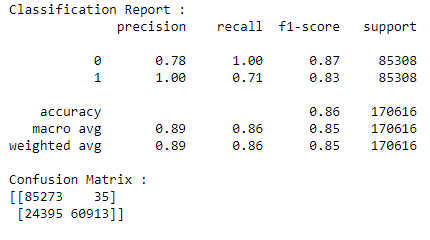 Classification Report :
precision recall f1-score support
0 0.78 1.00 0.87 85308
1 1.00 0.71 0.83 85308
accuracy 0.86 170616
macro avg 0.89 0.86 0.85 170616
weighted avg 0.89 0.86 0.85 170616
Confusion Matrix :
[[85273 35]
[24395 60913]]